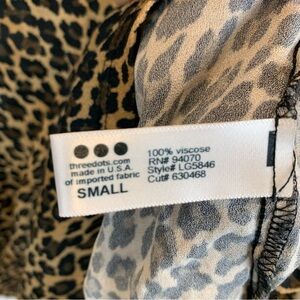 threedots.com
made in U.S.A.
of imported fabric
SMALL
100% viscose
RN# 94070
Style# LG5846
Cut# 630468